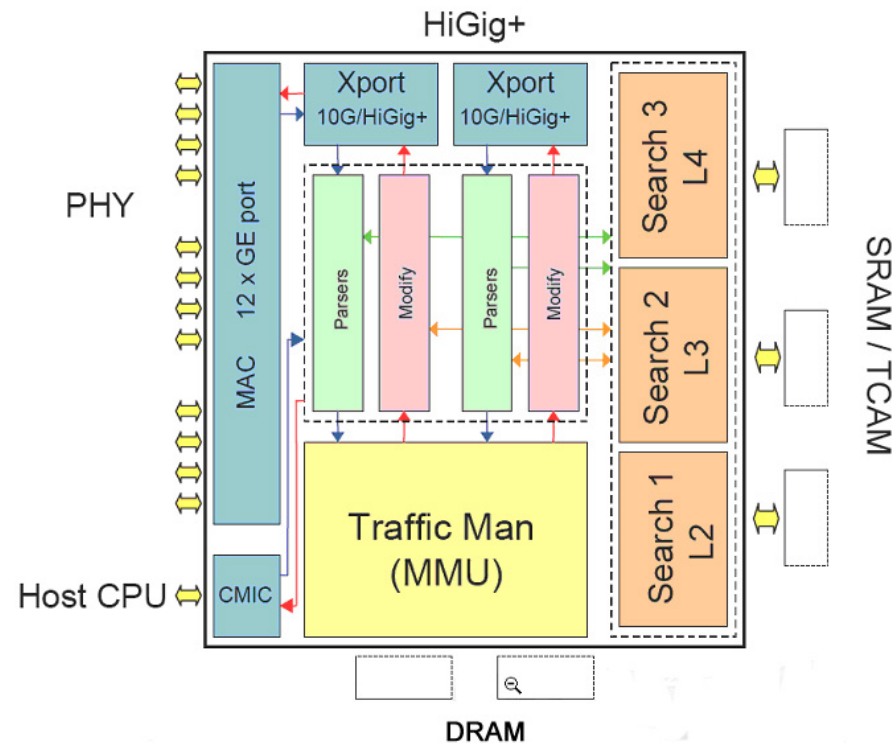 HiGig+
Xport
10G/HiGig+
Xport
10G/HiGig+
PHY
MAC 12 x GE port
Parsers
Modify
Parsers
Modify
Search 3
L4
Search 2
L3
Search 1
L2
SRAM / TCAM
Traffic Man
(MMU)
Host CPU
CMIC
DRAM